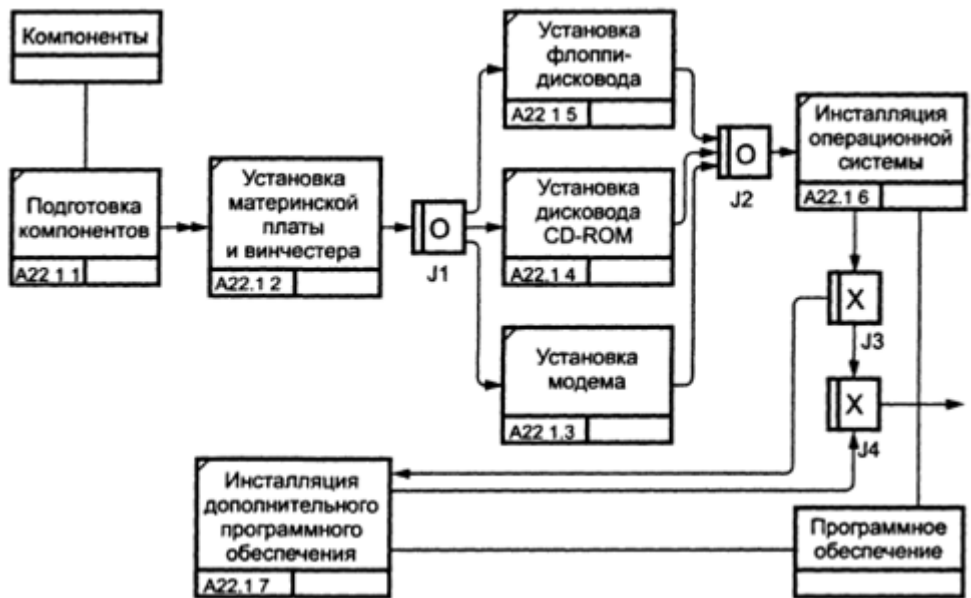 Компоненты
Подготовка
компонентов
A22 1 1
Установка
материнской
платы
и винчестера
A22.1 2
O
J1
Установка
флоппи-
дисковода
A22 1 5
Установка
дисковода
CD-ROM
A22.1 4
Установка
модема
A22 1.3
O
J2
Инсталляция
операционной
системы
A22.1 6
X
J3
X
J4
Инсталляция
дополнительного
программного
обеспечения
A22.1 7
Программное
обеспечение